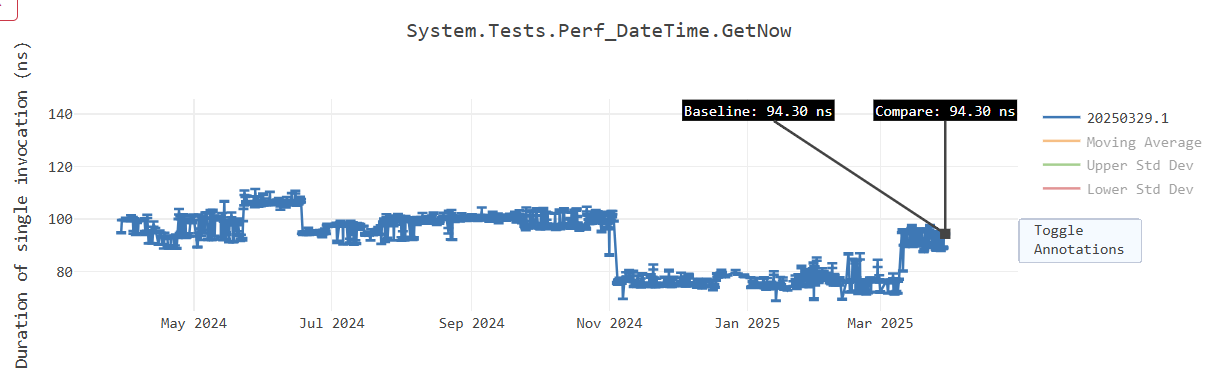 System.Tests.Perf_DateTime.GetNow
Duration of single invocation (ns)
140
120
100
80
Baseline: 94.30 ns
Compare: 94.30 ns
20250329.1
Moving Average
Upper Std Dev
Lower Std Dev
Toggle
Annotations
May 2024
Jul 2024
Sep 2024
Nov 2024
Jan 2025
Mar 2025